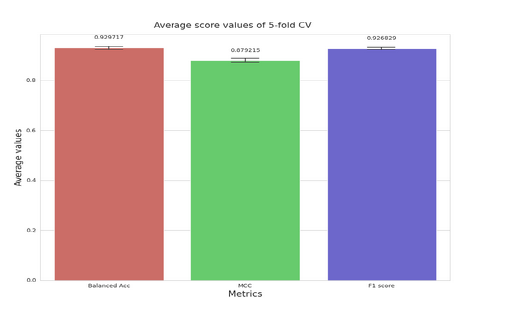 Average score values of 5-fold CV
0.929717
0.879215
0.926829
Average values
0.8
0.6
0.4
0.2
0.0
Balanced Acc
MCC
F1 score
Metrics